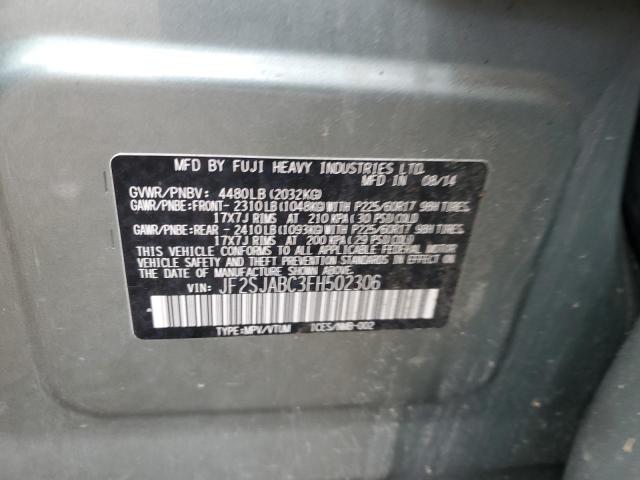 MFD BY FUJI HEAVY INDUSTRIES LTD.
MFD IN 08/14
GVWR/PNBV: 4480LB(2032KG)
GAWR/PNBE:FRONT- 2310LB(1048KG)WITH P225/60R17 98H TIRES,
17X7J RIMS AT 210 KPA(30 PSI)COLD
GAWR/PNBE:REAR - 2410LB(1093KG)WITH P225/60R17 98H TIRES,
17X7J RIMS AT 200 KPA(29 PSI)COLD
THIS VEHICLE CONFORMS TO ALL APPLICABLE FEDERAL MOTOR
VEHICLE SAFETY AND BUMPER STANDARDS IN EFFECT ON THE
DATE OF MANUFACTURE SHOWN ABOVE.
VIN: JF2SJABC3FH502306
TYPE:MPV/VTUM ICES/NMB-002